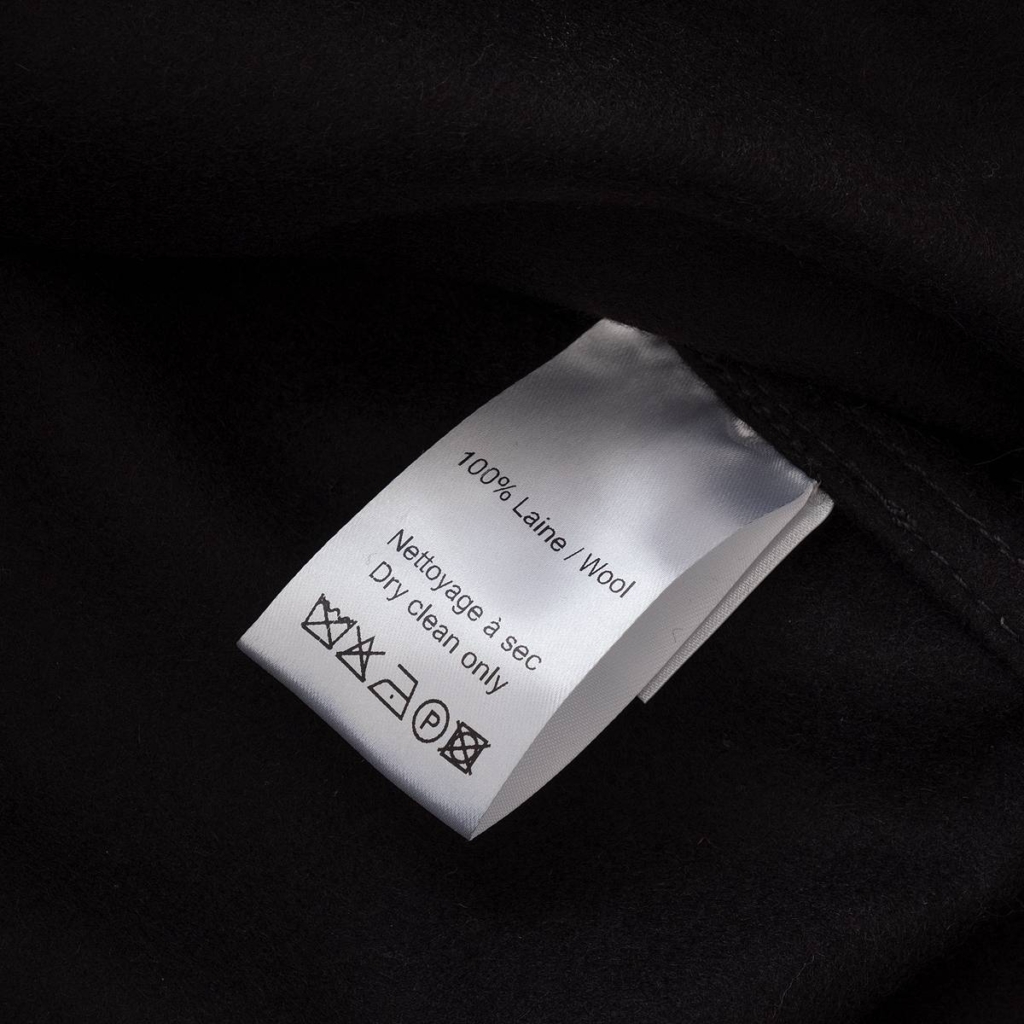 100% Laine / Wool
Nettoyage à sec
Dry clean only
P